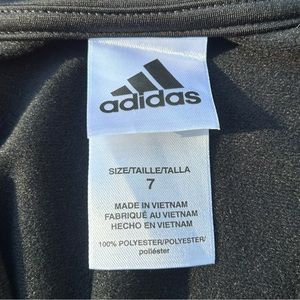 adidas
SIZE/TAILLE/TALLA
7
MADE IN VIETNAM
FABRIQUÉ AU VIETNAM
HECHO EN VIETNAM
100% POLYESTER/POLYESTER/
poliéster